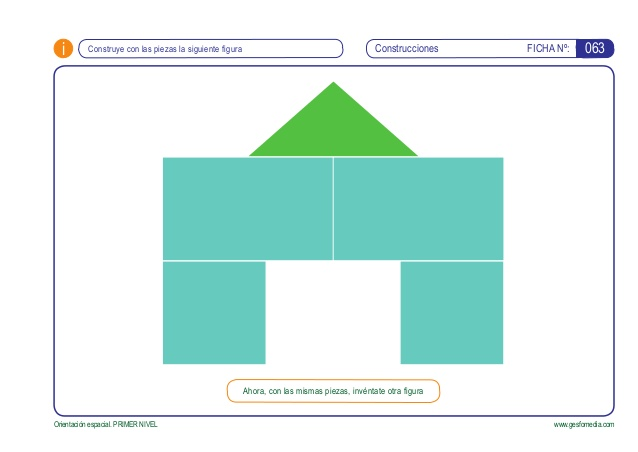 i
Construye con las piezas la siguiente figura
Construcciones FICHA Nº: 063
Ahora, con las mismas piezas, invéntate otra figura
Orientación espacial. PRIMER NIVEL
www.gesfomedia.com